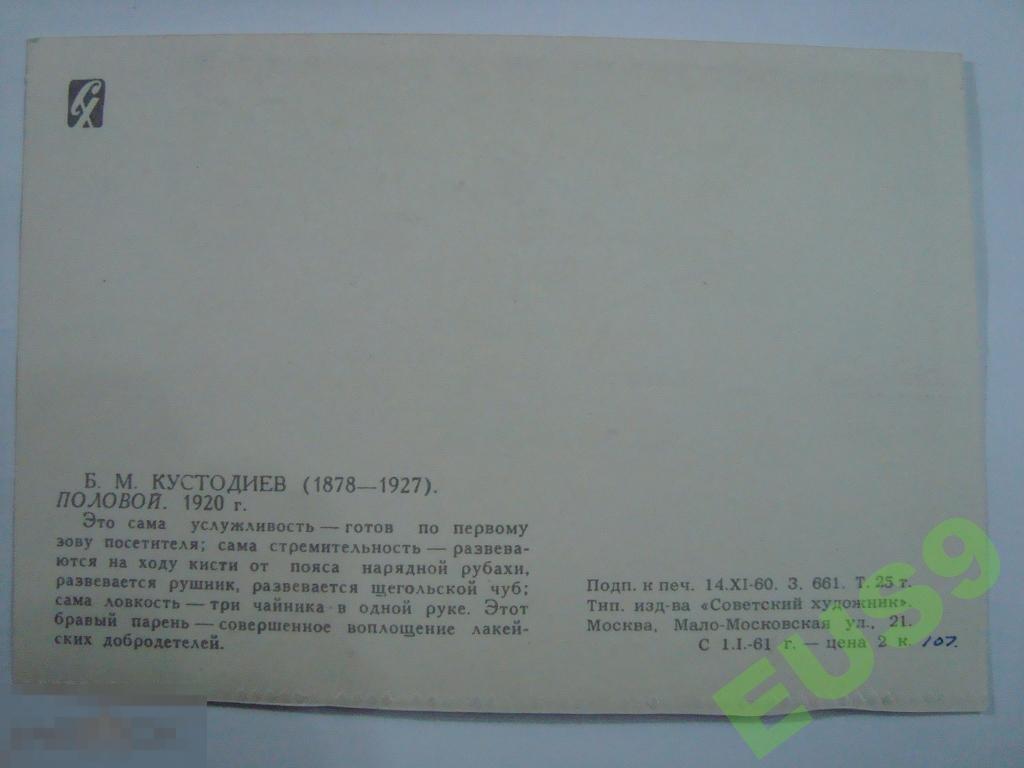 СХ
Б. М. КУСТОДИЕВ (1878—1927).
ПОЛОВОЙ. 1920 г.
Это сама услужливость — готов по первому
зову посетителя; сама стремительность — развева-
ются на ходу кисти от пояса нарядной рубахи,
развевается рушник, развевается щегольской чуб;
сама ловкость — три чайника в одной руке. Этот
бравый парень — совершенное воплощение лакей-
ских добродетелей.
Подп. к печ. 14.XI-60. З. 661. Т. 25 т.
Тип. изд-ва «Советский художник».
Москва, Мало-Московская ул., 21.
С 1.I.-61 г. — цена 2 к. 107.
EUS9